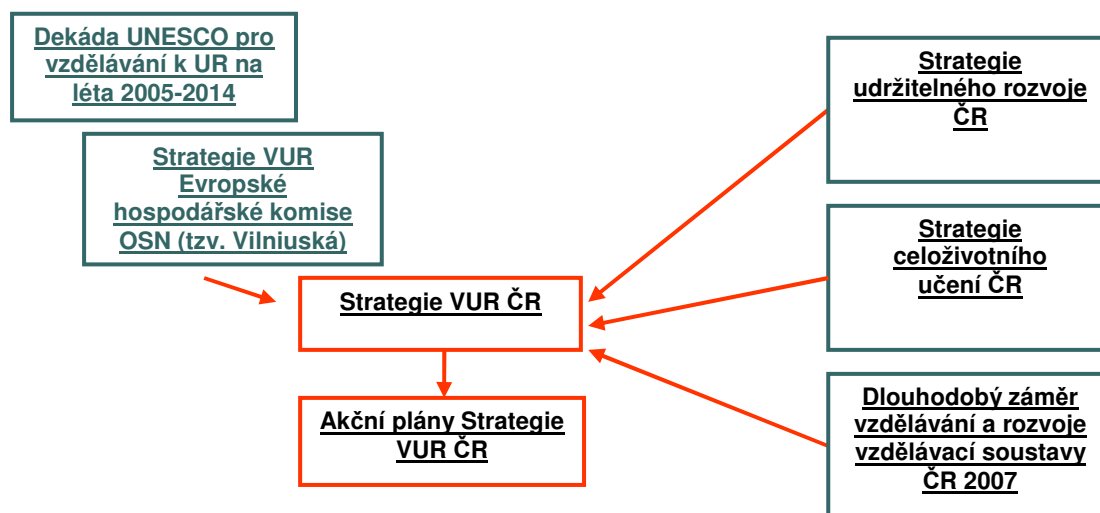 Dekáda UNESCO pro
vzdělávání k UR na
léta 2005-2014
Strategie VUR
Evropské
hospodářské komise
OSN (tzv. Vilniuská)
Strategie VUR ČR
Akční plány Strategie
VUR ČR
Strategie
udržitelného rozvoje
ČR
Strategie
celoživotního
učení ČR
Dlouhodobý záměr
vzdělávání a rozvoje
vzdělávací soustavy
ČR 2007